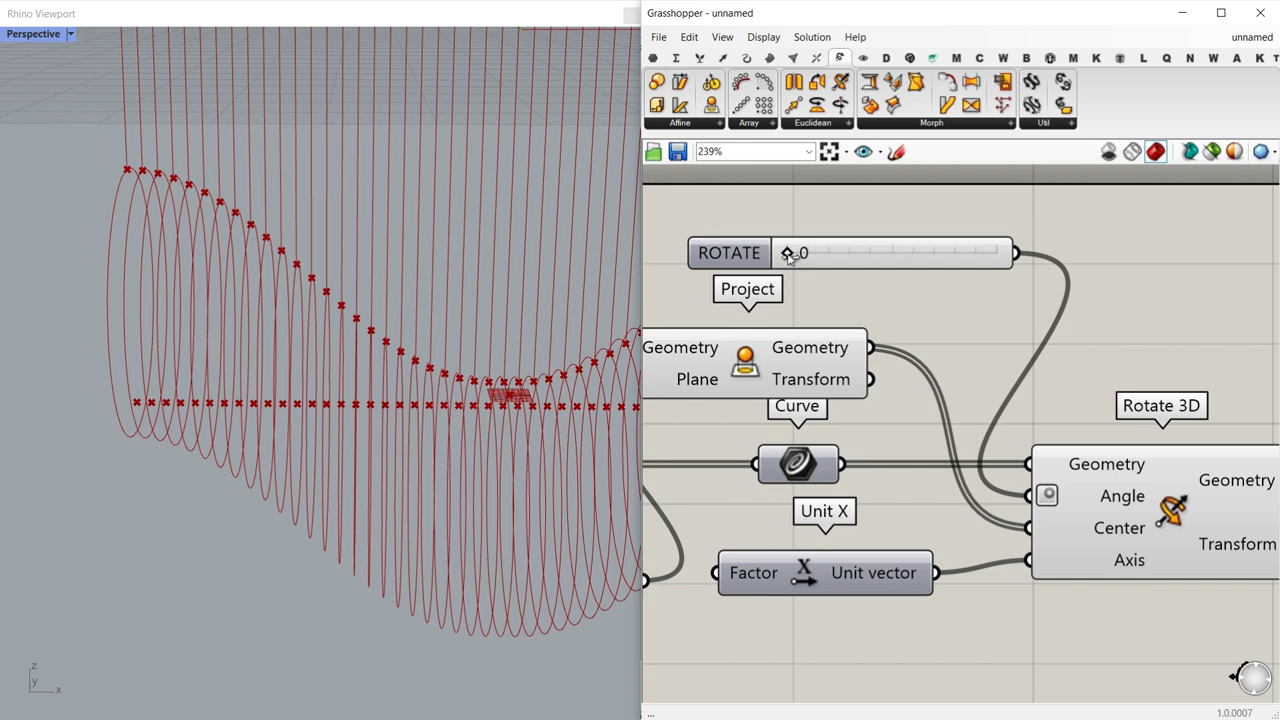 Rhino Viewport
Perspective
z
y
x
Grasshopper - unnamed
File Edit View Display Solution Help
unnamed
D M C W B M K L Q N W A K T
Affine Array Euclidean Morph Util
239%
ROTATE
0
Project
Geometry Geometry
Plane Transform
Curve
Rotate 3D
Geometry
Geometry
Angle
Unit X
Center
Transform
Axis
Factor X Unit vector
...
1.0.0007